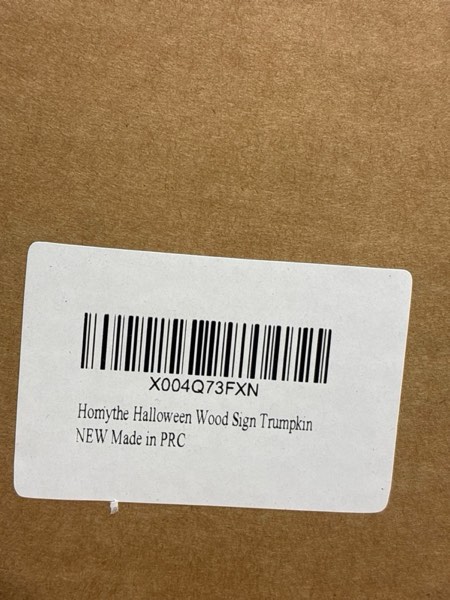 X004Q73FXN
Homythe Halloween Wood Sign Trumpkin
NEW Made in PRC